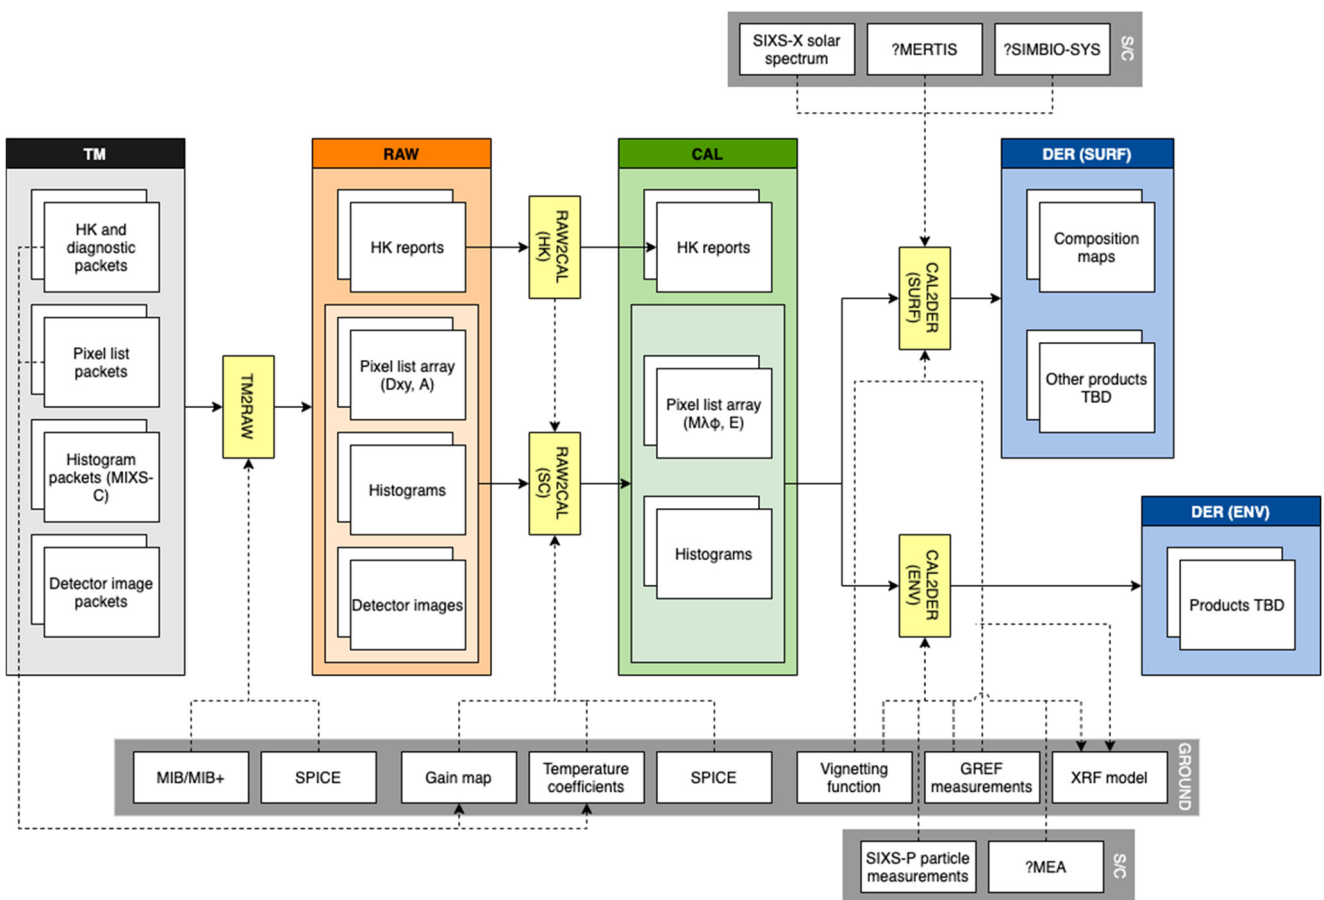 SIXS-X solar
spectrum
?MERTIS
?SIMBIO-SYS
S/C
TM
HK and
diagnostic
packets
Pixel list
packets
Histogram
packets (MIXS-
C)
Detector image
packets
TM2RAW
RAW
HK reports
Pixel list array
(Dxy, A)
Histograms
Detector images
RAW2CAL
(HK)
RAW2CAL
(SC)
CAL
HK reports
Pixel list array
(Mλφ, E)
Histograms
CAL2DER
(SURF)
CAL2DER
(ENV)
DER (SURF)
Composition
maps
Other products
TBD
DER (ENV)
Products TBD
MIB/MIB+
SPICE
Gain map
Temperature
coefficients
SPICE
Vignetting
function
GREF
measurements
XRF model
GROUND
SIXS-P particle
measurements
?MEA
S/C